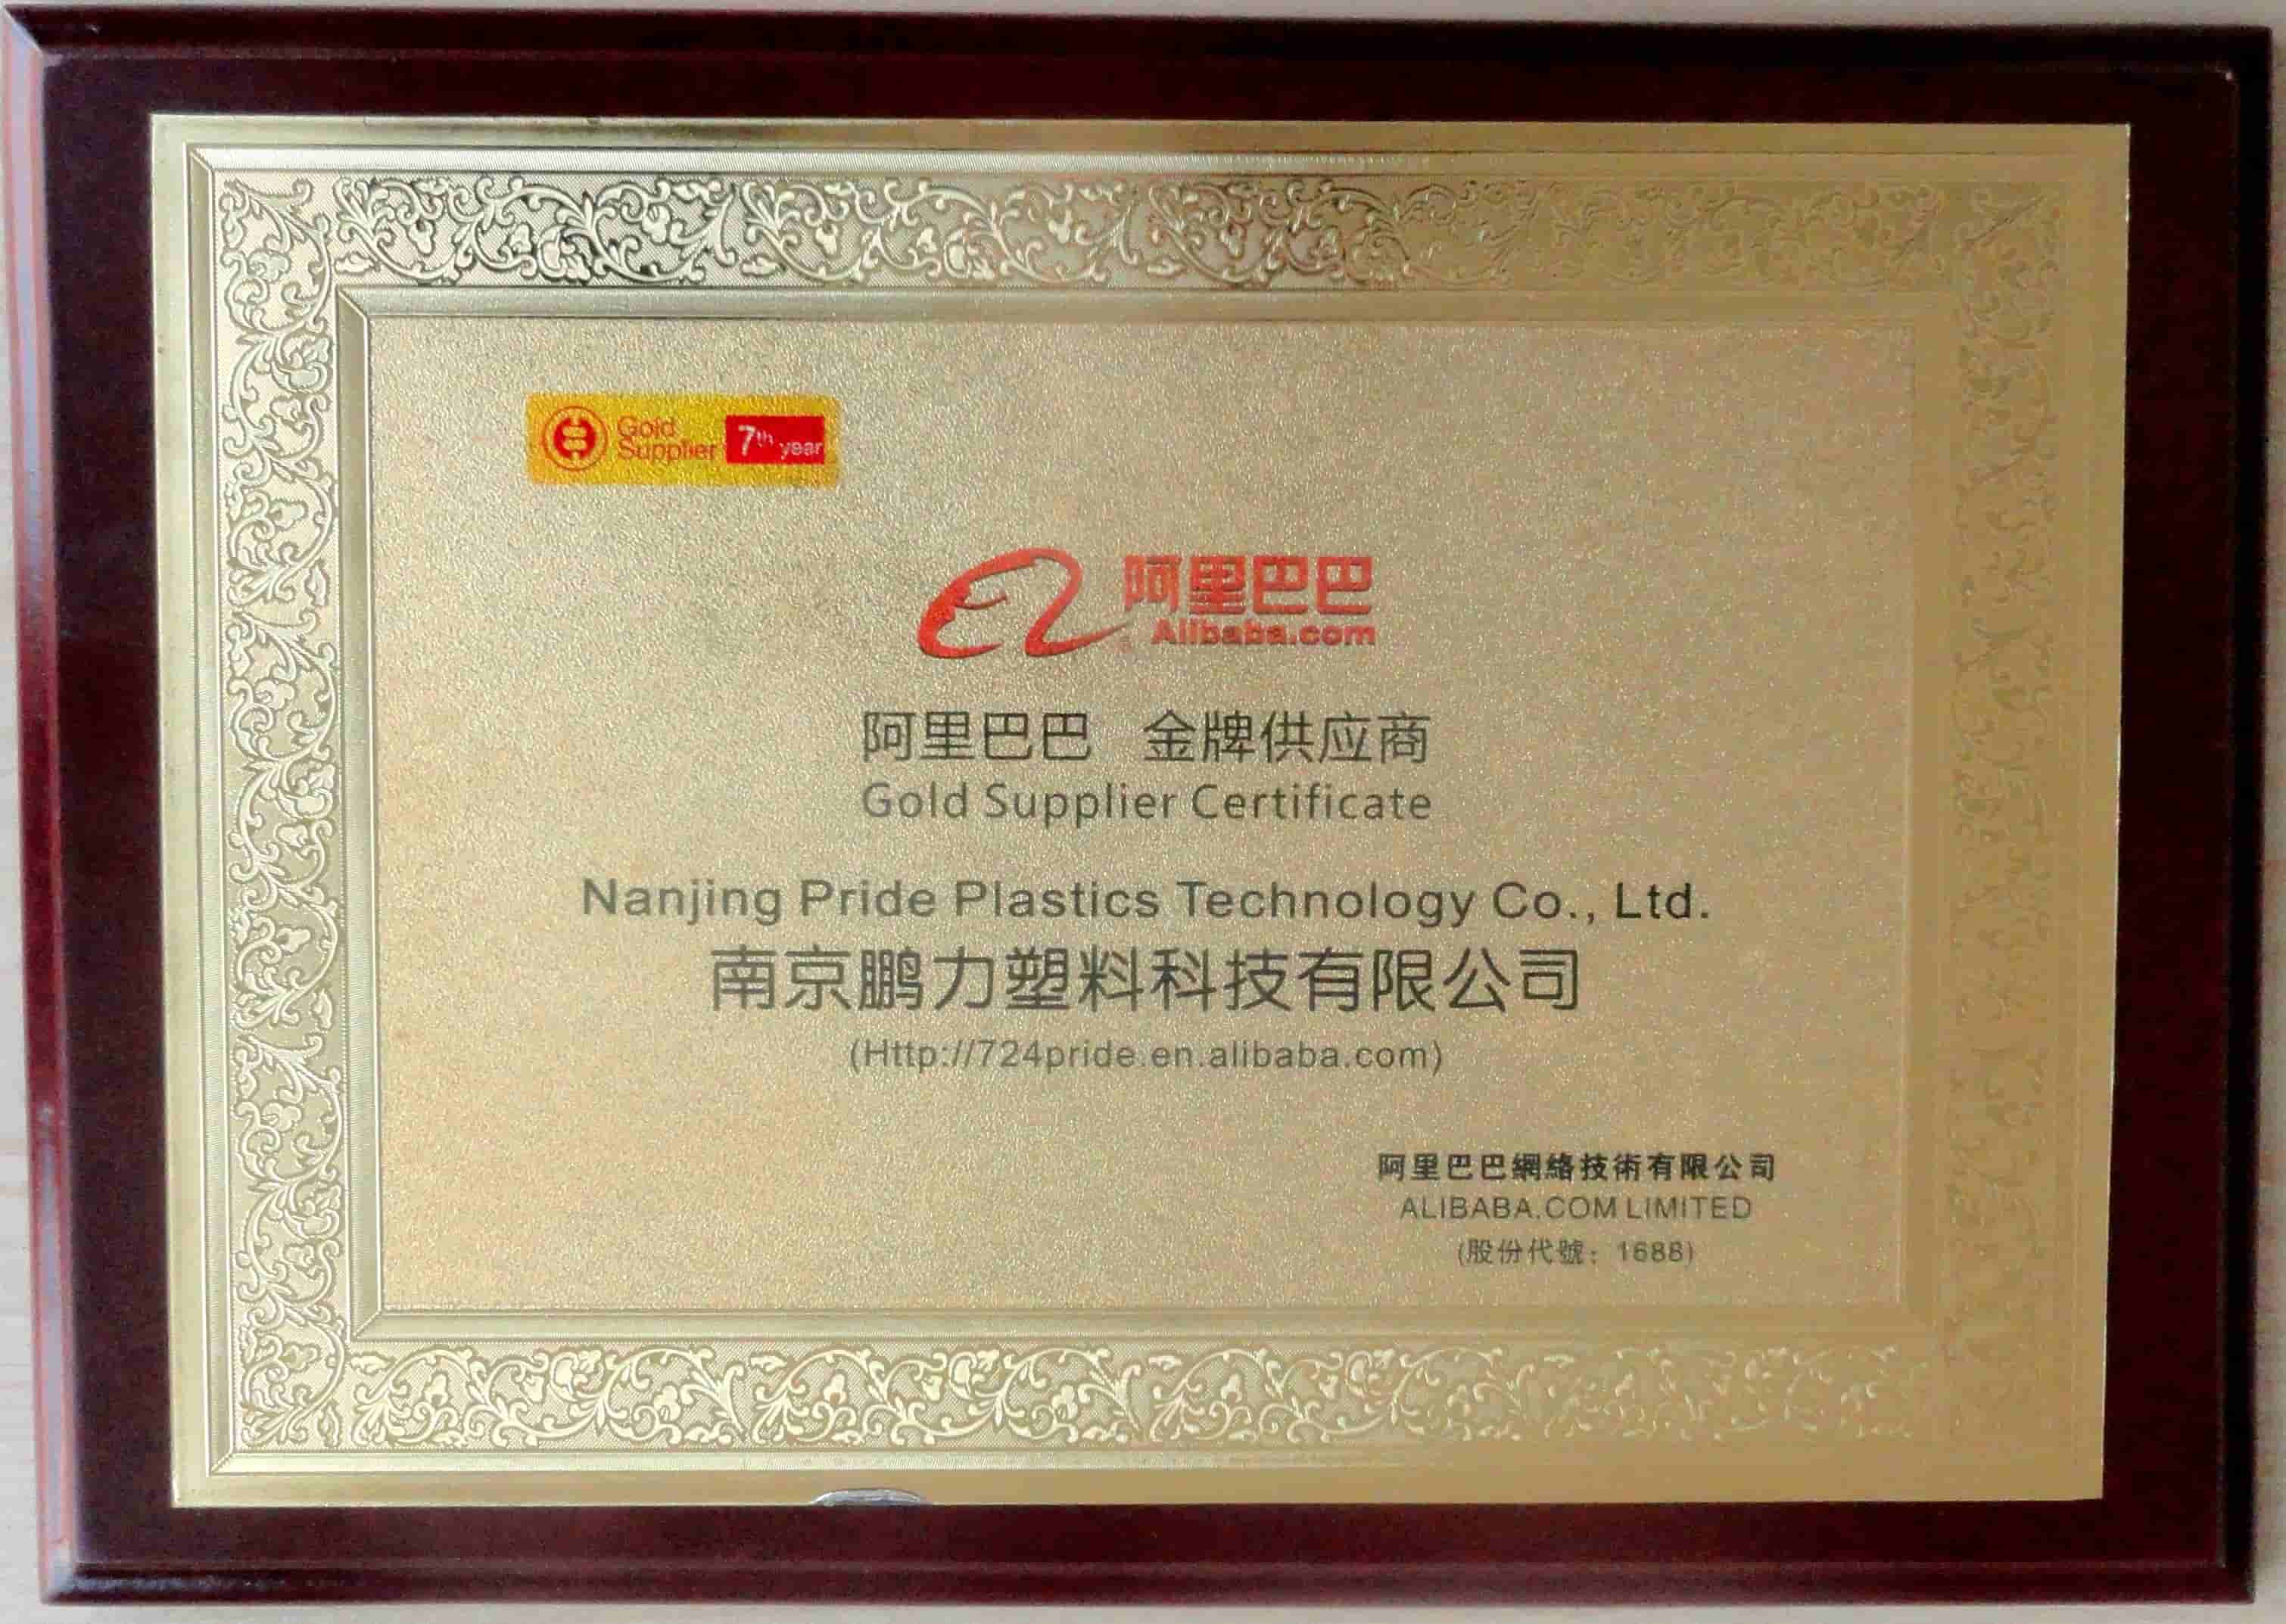 Gold
Supplier 7th year
阿里巴巴
Alibaba.com
阿里巴巴 金牌供应商
Gold Supplier Certificate
Nanjing Pride Plastics Technology Co., Ltd.
南京鹏力塑料科技有限公司
(Http://724pride.en.alibaba.com)
阿里巴巴網絡技術有限公司
ALIBABA.COM LIMITED
(股份代號：1688)